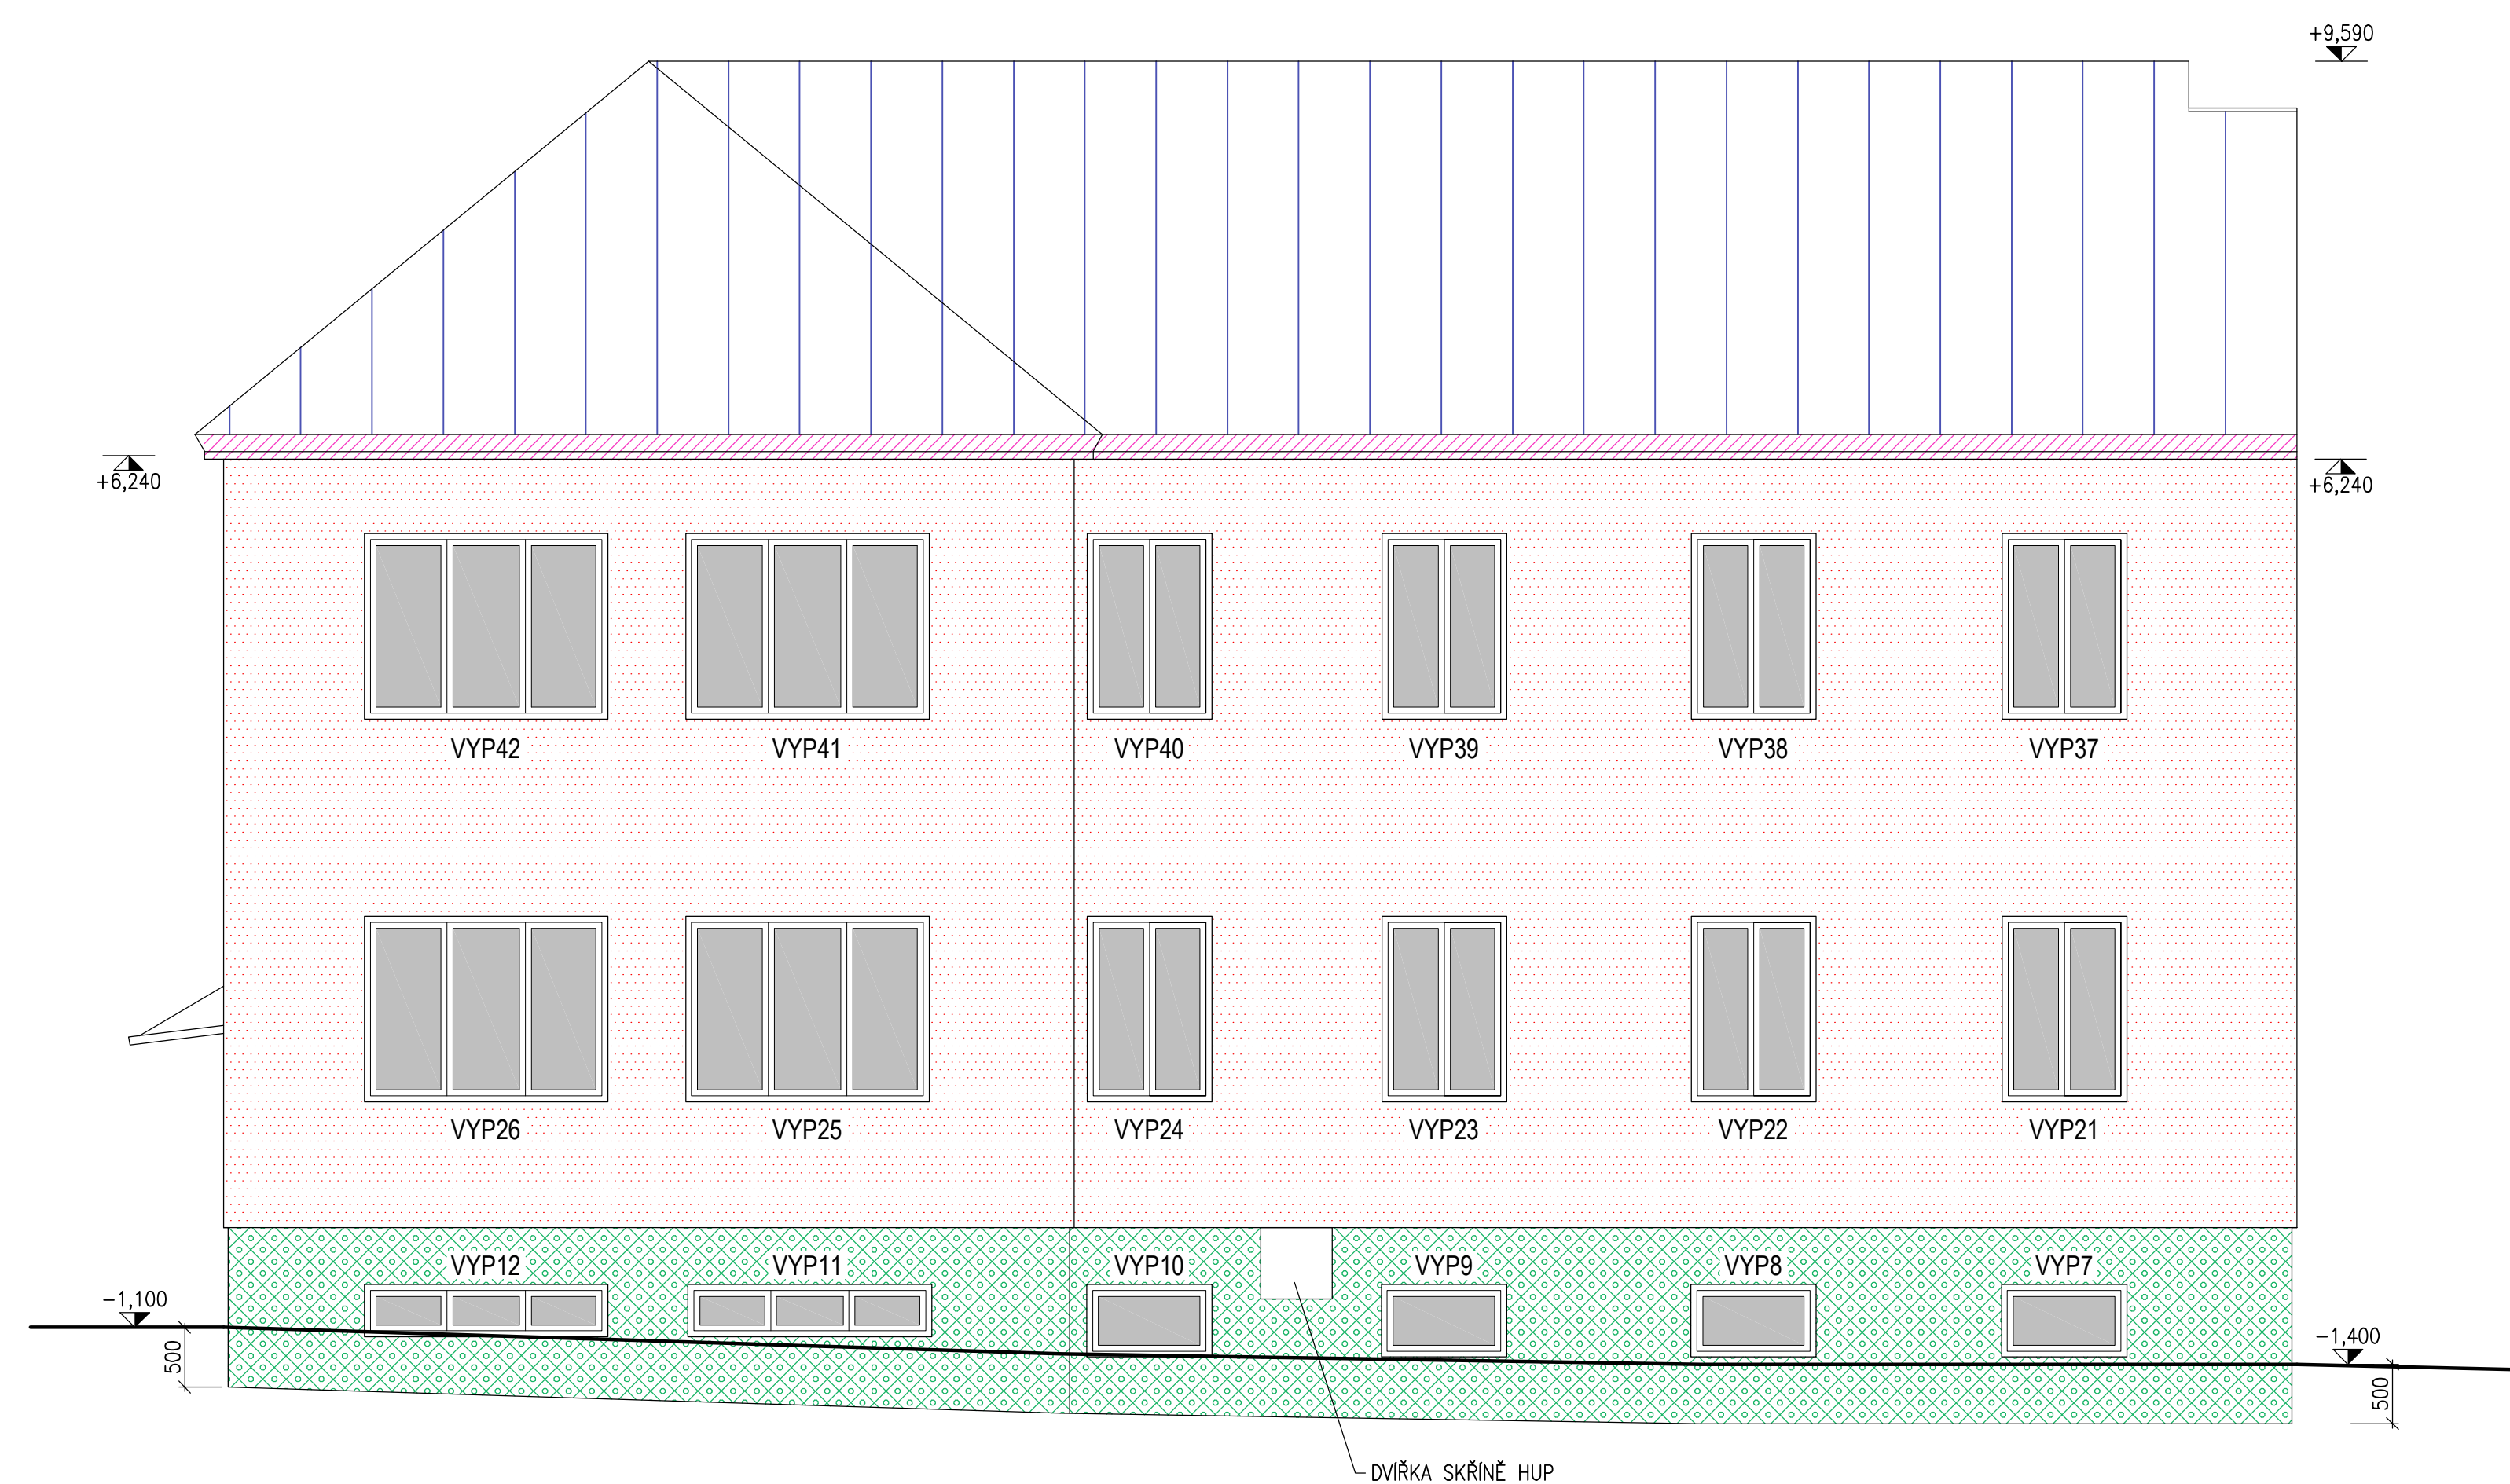 +9,590
+6,240
+6,240
VYP42 VYP41 VYP40 VYP39 VYP38 VYP37
VYP26 VYP25 VYP24 VYP23 VYP22 VYP21
VYP12 VYP11 VYP10 VYP9 VYP8 VYP7
−1,100
−1,400
500
500
DVÍŘKA SKŘÍNĚ HUP